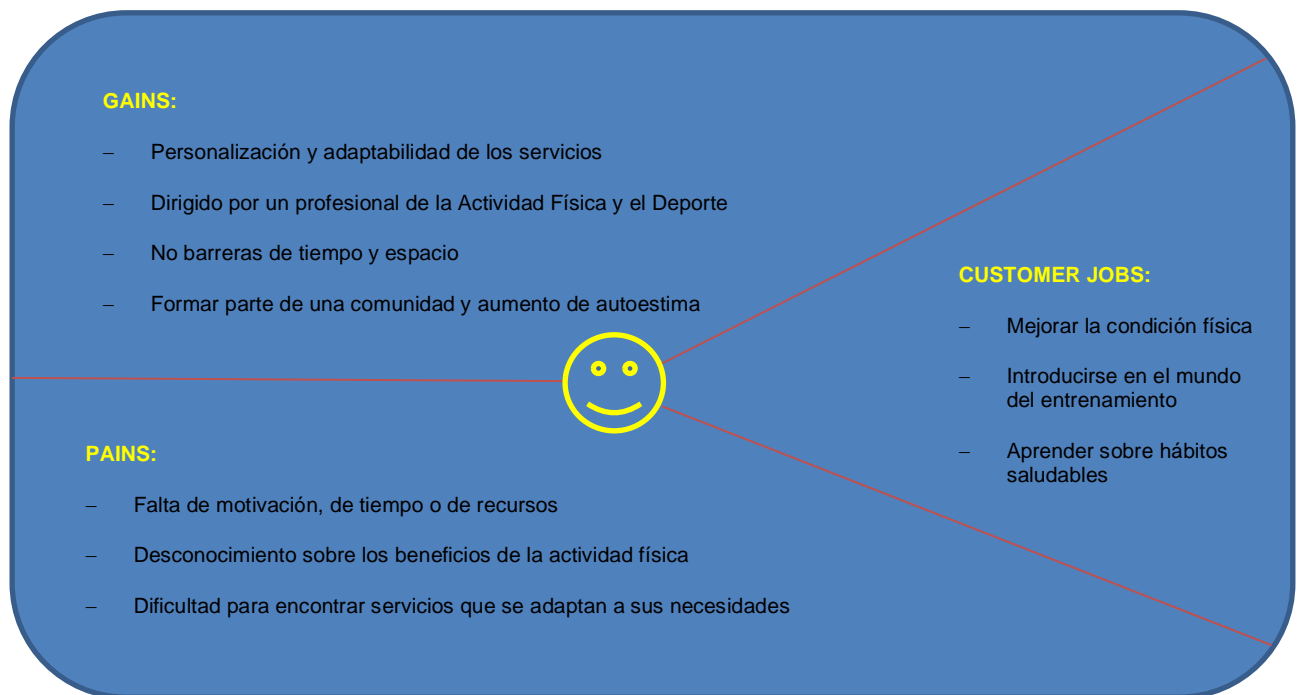 GAINS:
– Personalización y adaptabilidad de los servicios
– Dirigido por un profesional de la Actividad Física y el Deporte
– No barreras de tiempo y espacio
– Formar parte de una comunidad y aumento de autoestima
PAINS:
– Falta de motivación, de tiempo o de recursos
– Desconocimiento sobre los beneficios de la actividad física
– Dificultad para encontrar servicios que se adaptan a sus necesidades
CUSTOMER JOBS:
– Mejorar la condición física
– Introducirse en el mundo
del entrenamiento
– Aprender sobre hábitos
saludables